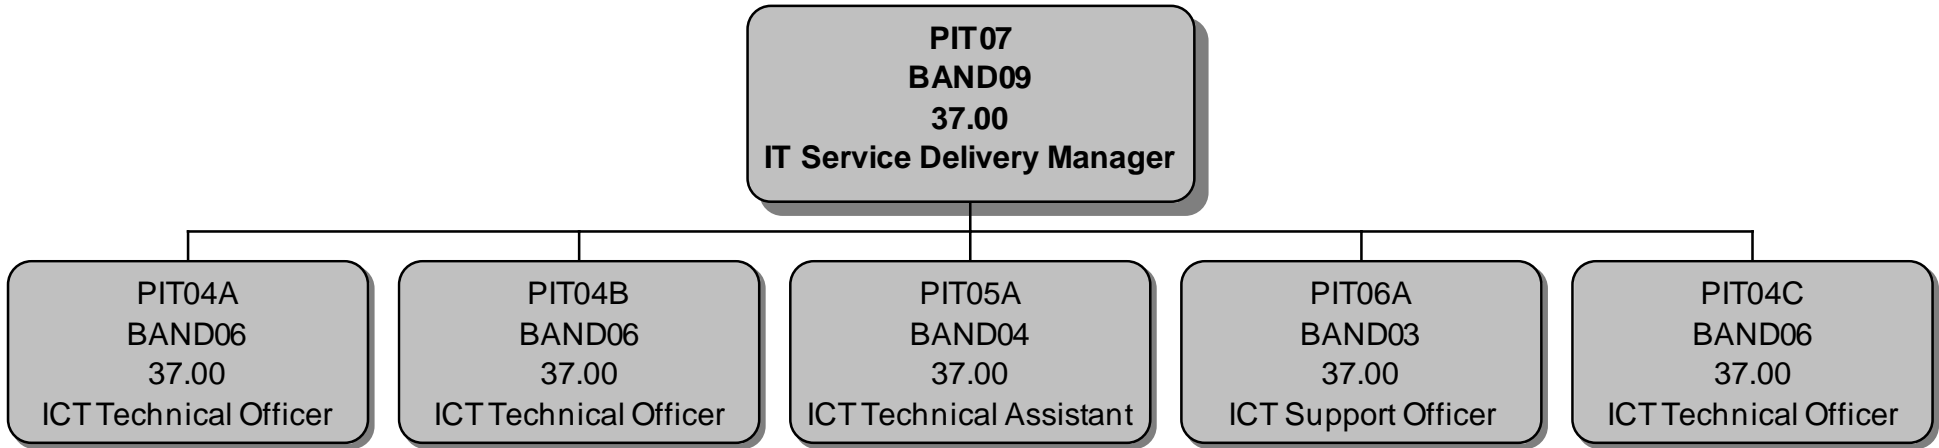 PIT07
BAND09
37.00
IT Service Delivery Manager
PIT04A
BAND06
37.00
ICT Technical Officer
PIT04B
BAND06
37.00
ICT Technical Officer
PIT05A
BAND04
37.00
ICT Technical Assistant
PIT06A
BAND03
37.00
ICT Support Officer
PIT04C
BAND06
37.00
ICT Technical Officer